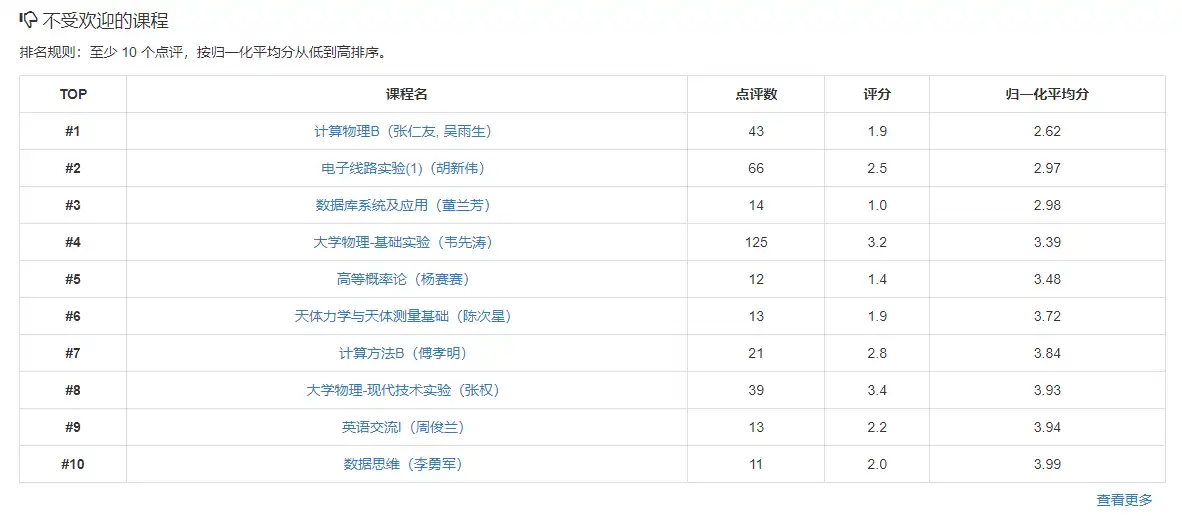 不受欢迎的课程
排名规则：至少 10 个点评，按归一化平均分从低到高排序。
TOP 课程名 点评数 评分 归一化平均分
#1 计算物理B（张仁友, 吴雨生） 43 1.9 2.62
#2 电子线路实验(1)（胡新伟） 66 2.5 2.97
#3 数据库系统及应用（董兰芳） 14 1.0 2.98
#4 大学物理-基础实验（韦先涛） 125 3.2 3.39
#5 高等概率论（杨赛赛） 12 1.4 3.48
#6 天体力学与天体测量基础（陈次星） 13 1.9 3.72
#7 计算方法B（傅孝明） 21 2.8 3.84
#8 大学物理-现代技术实验（张权） 39 3.4 3.93
#9 英语交流I（周俊兰） 13 2.2 3.94
#10 数据思维（李勇军） 11 2.0 3.99
查看更多